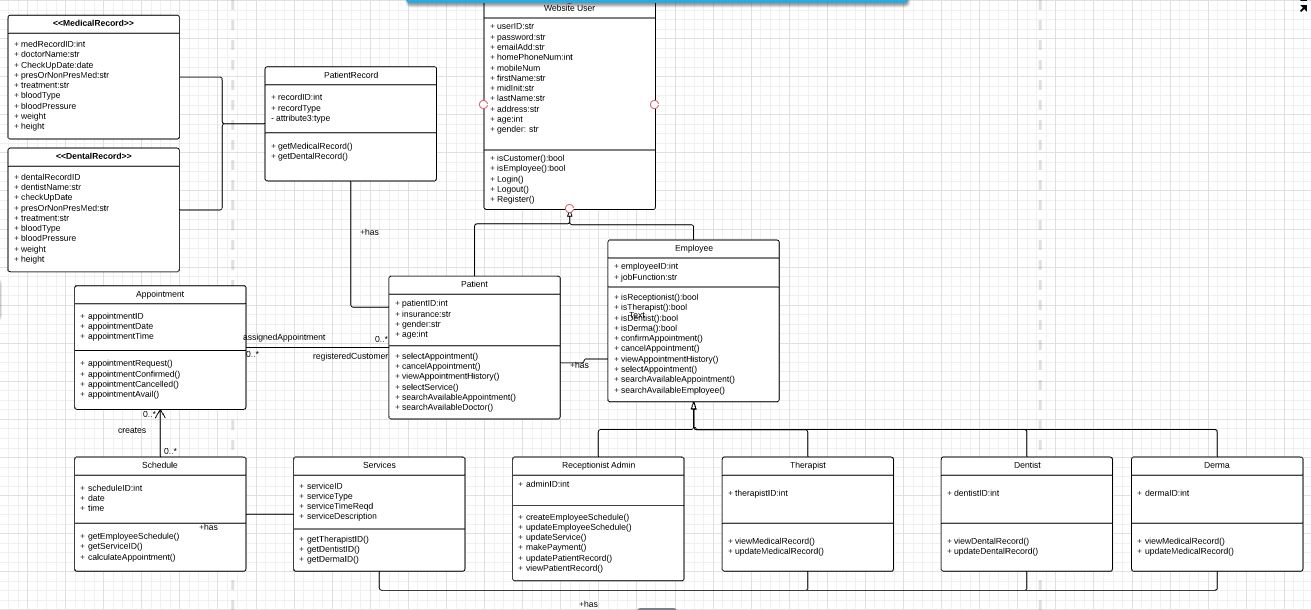 <<MedicalRecord>>
+ medRecordID:int
+ doctorName:str
+ CheckUpDate:date
+ presOrNonPresMed:str
+ treatment:str
+ bloodType
+ bloodPressure
+ weight
+ height
<<DentalRecord>>
+ dentalRecordID
+ dentistName:str
+ checkUpDate
+ presOrNonPresMed:str
+ treatment:str
+ bloodType
+ bloodPressure
+ weight
+ height
PatientRecord
+ recordID:int
+ recordType
- attribute3:type
+ getMedicalRecord()
+ getDentalRecord()
Website User
+ userID:str
+ password:str
+ emailAdd:str
+ homePhoneNum:int
+ mobileNum
+ firstName:str
+ midInit:str
+ lastName:str
+ address:str
+ age:int
+ gender: str
+ isCustomer():bool
+ isEmployee():bool
+ Login()
+ Logout()
+ Register()
+has
Employee
+ employeeID:int
+ jobFunction:str
+ isReceptionist():bool
+ isTherapist():bool
+ isDentist():bool
Text
+ isDerma():bool
+ confirmAppointment()
+ cancelAppointment()
+ viewAppointmentHistory()
+ selectAppointment()
+ searchAvailableAppointment()
+ searchAvailableEmployee()
Patient
+ patientID:int
+ insurance:str
+ gender:str
+ age:int
+ selectAppointment()
+ cancelAppointment()
+ viewAppointmentHistory()
+ selectService()
+ searchAvailableAppointment()
+ searchAvailableDoctor()
+has
Appointment
+ appointmentID
+ appointmentDate
+ appointmentTime
+ appointmentRequest()
+ appointmentConfirmed()
+ appointmentCancelled()
+ appointmentAvail()
assignedAppointment
0..*
0..*
registeredCustomer
0..*
creates
0..*
Schedule
+ scheduleID:int
+ date
+ time
+has
+ getEmployeeSchedule()
+ getServiceID()
+ calculateAppointment()
Services
+ serviceID
+ serviceType
+ serviceTimeReqd
+ serviceDescription
+ getTherapistID()
+ getDentistID()
+ getDermaID()
Receptionist Admin
+ adminID:int
+ createEmployeeSchedule()
+ updateEmployeeSchedule()
+ updateService()
+ makePayment()
+ updatePatientRecord()
+ viewPatientRecord()
Therapist
+ therapistID:int
+ viewMedicalRecord()
+ updateMedicalRecord()
Dentist
+ dentistID:int
+ viewDentalRecord()
+ updateDentalRecord()
Derma
+ dermaID:int
+ viewMedicalRecord()
+ updateMedicalRecord()
+has